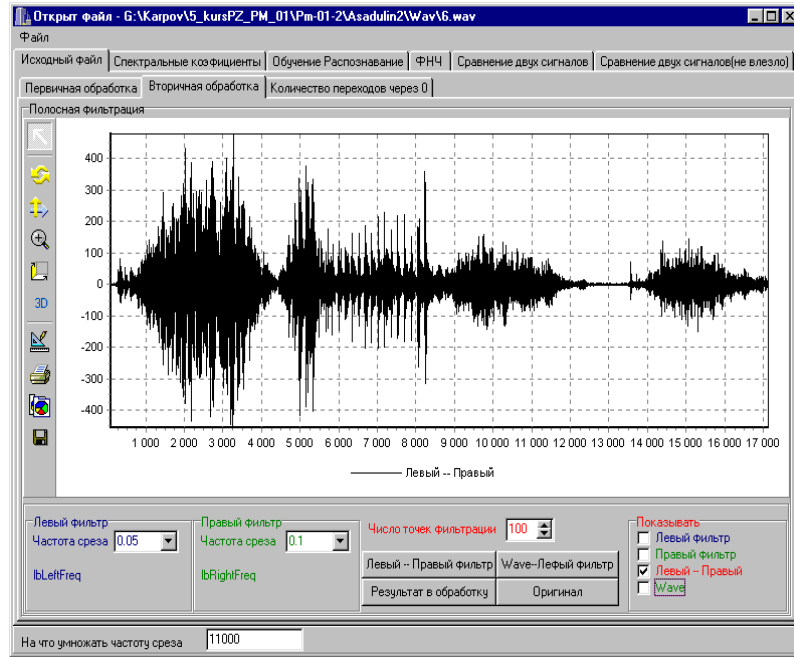 Открыт файл - G:\Karpov\5_kursPZ_PM_01\Pm-01-2\Asadulin2\Wav\6.wav
Файл
Исходный файл Спектральные коэфициенты Обучение Распознавание ФНЧ Сравнение двух сигналов Сравнение двух сигналов(не влезло)
Первичная обработка Вторичная обработка Количество переходов через 0
Полосная фильтрация
400
300
200
100
0
-100
-200
-300
-400
3D
1 000 2 000 3 000 4 000 5 000 6 000 7 000 8 000 9 000 10 000 11 000 12 000 13 000 14 000 15 000 16 000 17 000
Левый -- Правый
Левый фильтр
Частота среза 0.05
lbLeftFreq
Правый фильтр
Частота среза 0.1
lbRightFreq
Число точек фильтрации 100
Левый -- Правый фильтр Wave--Лефый фильтр
Результат в обработку Оригинал
Показывать
Левый фильтр
Правый фильтр
Левый -- Правый
Wave
На что умножать частоту среза 11000